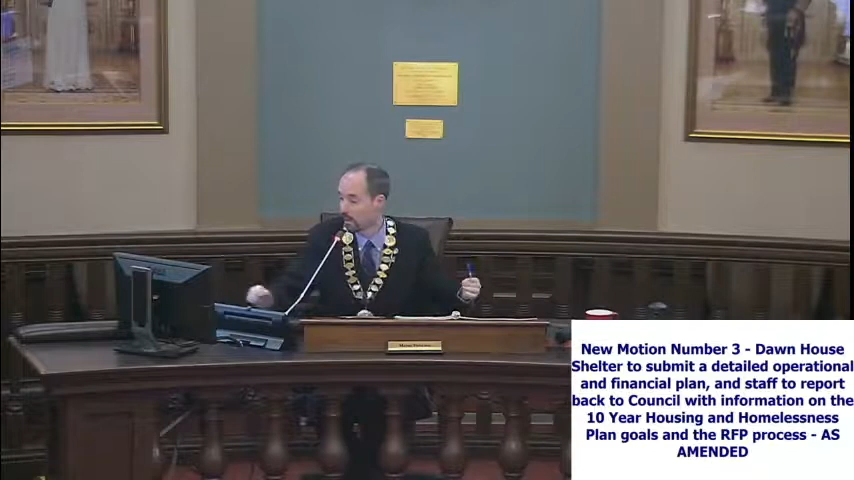 New Motion Number 3 - Dawn House
Shelter to submit a detailed operational
and financial plan, and staff to report
back to Council with information on the
10 Year Housing and Homelessness
Plan goals and the RFP process - AS
AMENDED